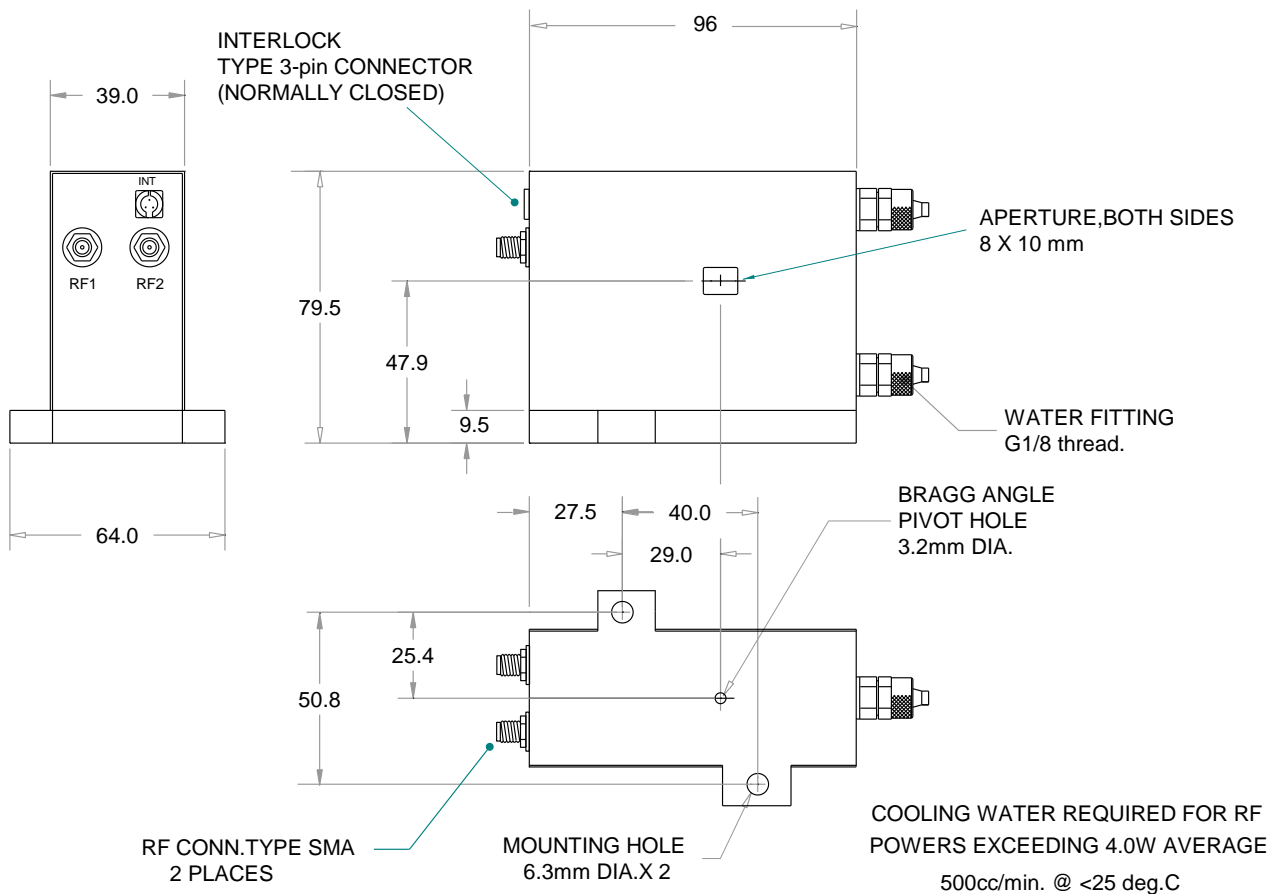 96
INTERLOCK
TYPE 3-pin CONNECTOR
(NORMALLY CLOSED)
39.0
INT
RF1 RF2
APERTURE,BOTH SIDES
8 X 10 mm
79.5
47.9
9.5
WATER FITTING
G1/8 thread.
64.0
27.5
40.0
29.0
BRAGG ANGLE
PIVOT HOLE
3.2mm DIA.
25.4
50.8
RF CONN.TYPE SMA
2 PLACES
MOUNTING HOLE
6.3mm DIA.X 2
COOLING WATER REQUIRED FOR RF
POWERS EXCEEDING 4.0W AVERAGE
500cc/min. @ <25 deg.C